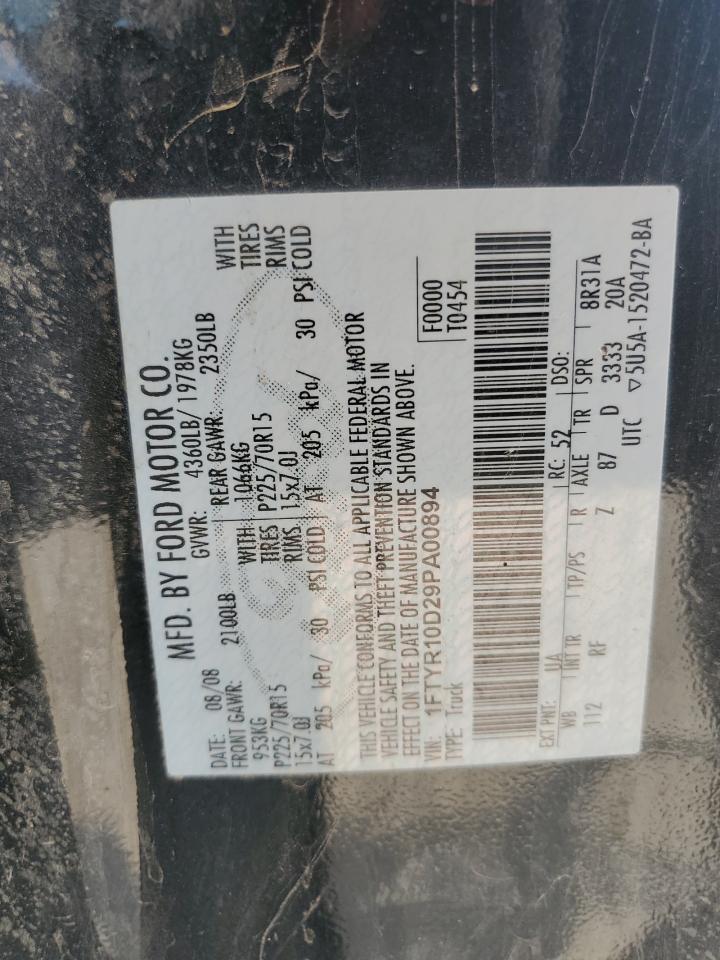 MFD. BY FORD MOTOR CO.
DATE: 08/08 GVWR: 4360LB/ 1978KG
FRONT GAWR: 2100LB REAR GAWR: 2350LB
953KG WITH 1066KG WITH
P225/70R15 TIRES P225/70R15 TIRES
15x7.0J RIMS 15x7.0J RIMS
AT 205 kPa/ 30 PSI COLD AT 205 kPa/ 30 PSI COLD
THIS VEHICLE CONFORMS TO ALL APPLICABLE FEDERAL MOTOR
VEHICLE SAFETY AND THEFT PREVENTION STANDARDS IN
EFFECT ON THE DATE OF MANUFACTURE SHOWN ABOVE.
VIN: 1FTYR10D29PA00894 F0000
TYPE: Truck T0454
EXT PNT: UA RC: 52 DSO:
WB INT TR TP/PS R AXLE TR SPR 8R31A
112 RF Z 87 D 3333 20A
UTC ▽5U5A-1520472-BA